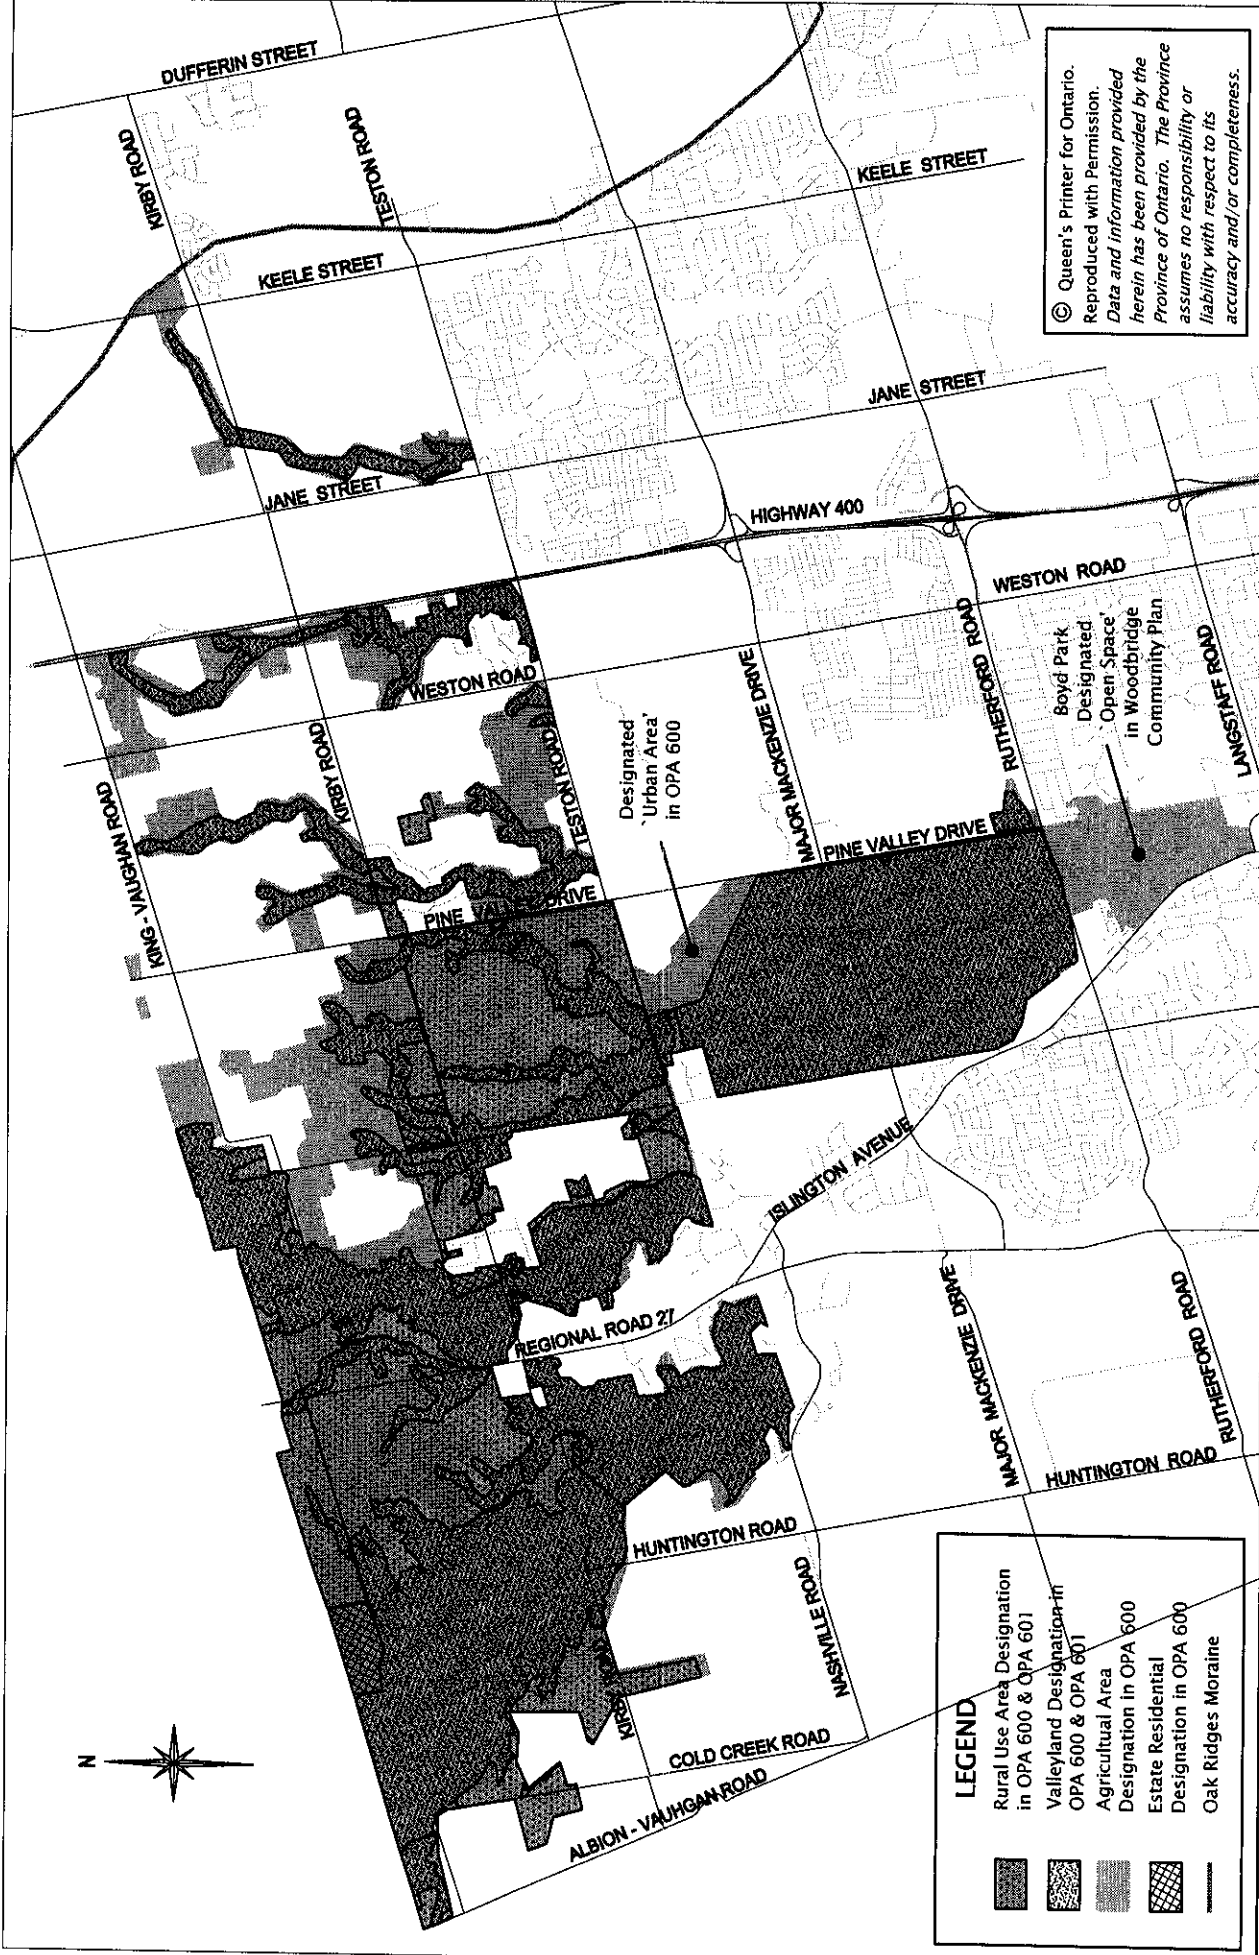 DUFFERIN STREET
KIRBY ROAD
TESTON ROAD
KEELE STREET
KEELE STREET
JANE STREET
JANE STREET
HIGHWAY 400
WESTON ROAD
WESTON ROAD
KING - VAUGHAN ROAD
KIRBY ROAD
TESTON ROAD
PINE VALLEY DRIVE
Designated
`Urban Area'
in OPA 600
MAJOR MACKENZIE DRIVE
PINE VALLEY DRIVE
RUTHERFORD ROAD
Boyd Park
Designated
`Open Space'
in Woodbridge
Community Plan
LANGSTAFF ROAD
ISLINGTON AVENUE
REGIONAL ROAD 27
MAJOR MACKENZIE DRIVE
RUTHERFORD ROAD
HUNTINGTON ROAD
HUNTINGTON ROAD
NASHVILLE ROAD
KIRBY ROAD
COLD CREEK ROAD
ALBION - VAUHGAN ROAD
N
© Queen's Printer for Ontario.
Reproduced with Permission.
Data and information provided
herein has been provided by the
Province of Ontario. The Province
assumes no responsibility or
liability with respect to its
accuracy and/or completeness.
LEGEND
Rural Use Area Designation
in OPA 600 & OPA 601
Valleyland Designation in
OPA 600 & OPA 601
Agricultural Area
Designation in OPA 600
Estate Residential
Designation in OPA 600
Oak Ridges Moraine